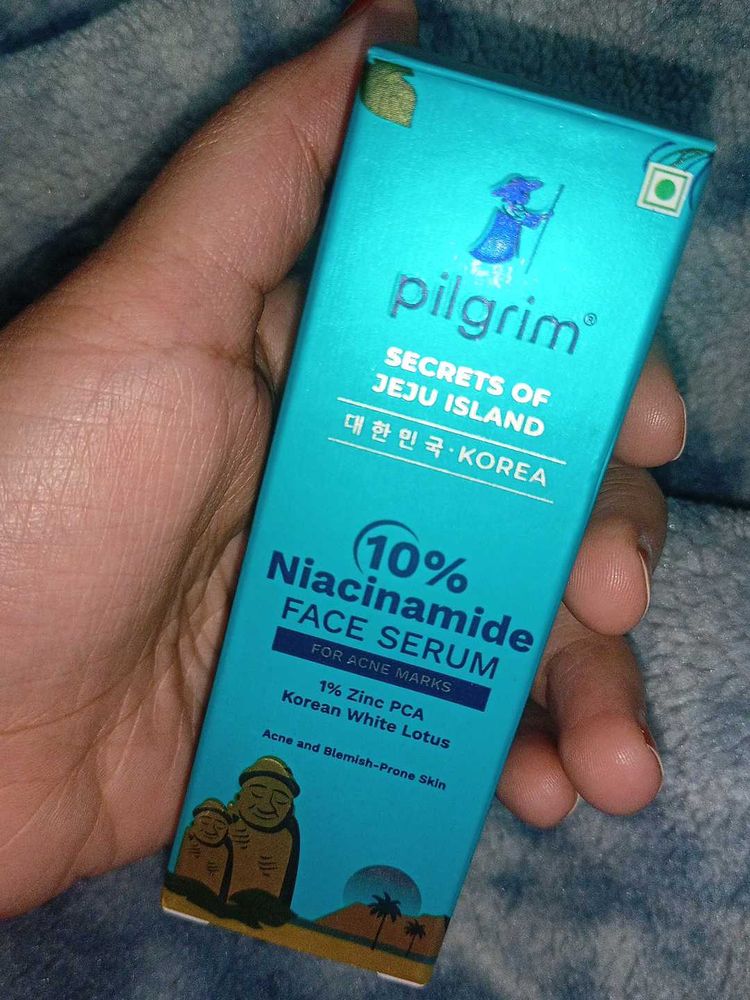 pilgrim®
SECRETS OF
JEJU ISLAND
대한민국·KOREA
10%
Niacinamide
FACE SERUM
FOR ACNE MARKS
1% Zinc PCA
Korean White Lotus
Acne and Blemish-Prone Skin